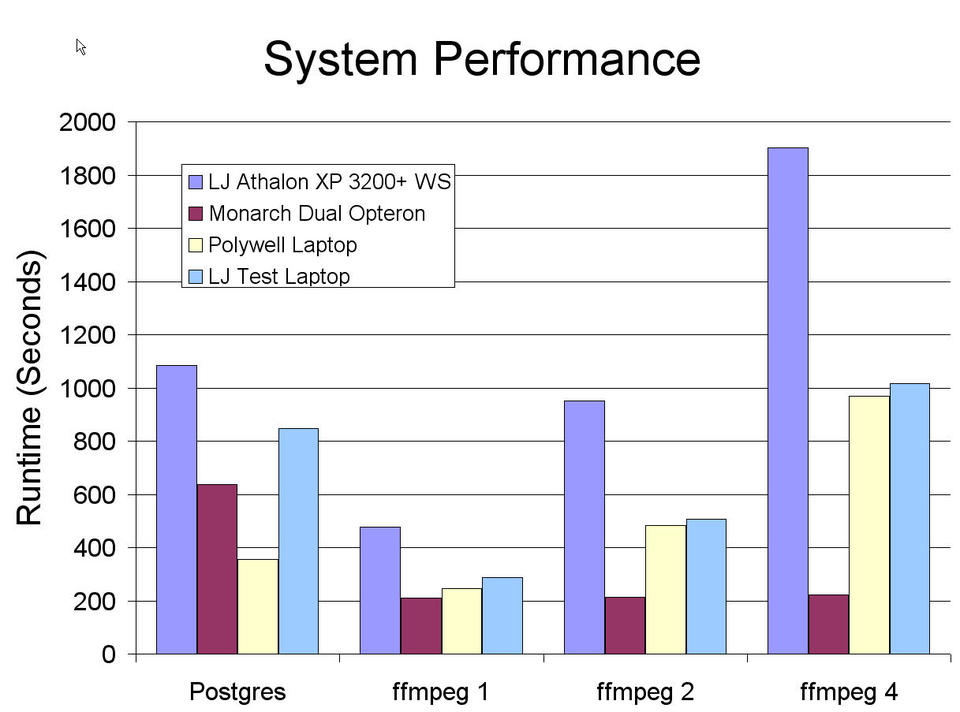 System Performance
Runtime (Seconds)
2000
1800
1600
1400
1200
1000
800
600
400
200
0
LJ Athalon XP 3200+ WS
Monarch Dual Opteron
Polywell Laptop
LJ Test Laptop
Postgres ffmpeg 1 ffmpeg 2 ffmpeg 4